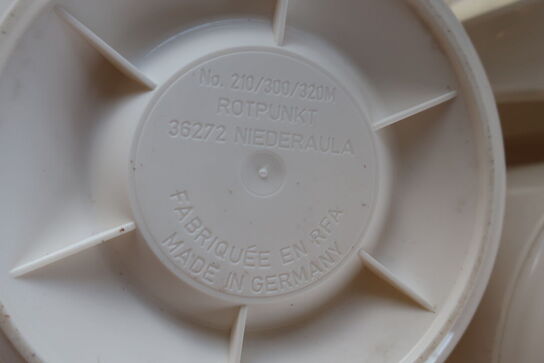 No. 210/300/320M
ROTPUNKT
36272 NIEDERAULA
FABRIQUÉE EN RFA
MADE IN GERMANY